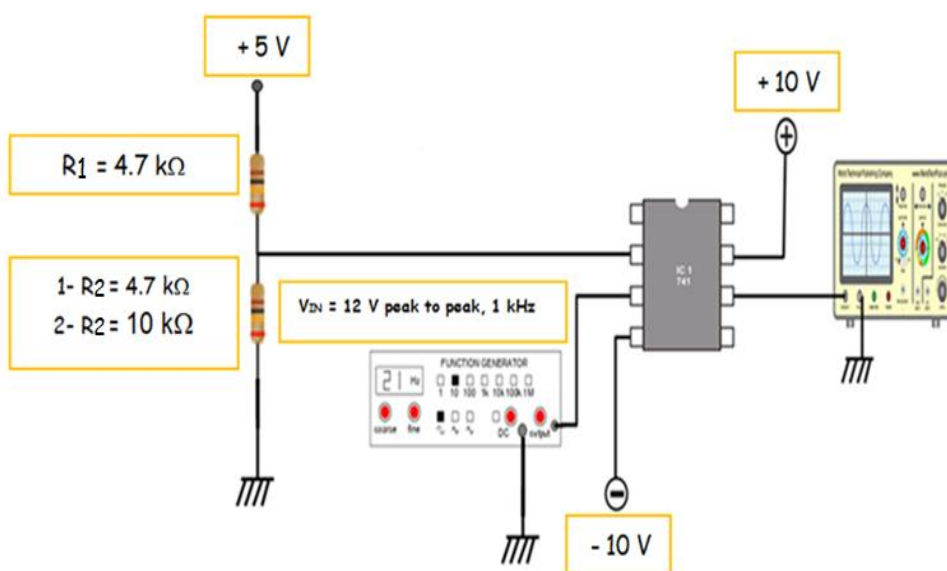 + 5 V
+ 10 V
R1 = 4.7 kΩ
1- R2 = 4.7 kΩ
2- R2 = 10 kΩ
VIN = 12 V peak to peak, 1 kHz
IC 1
741
FUNCTION GENERATOR
21 Hz
1 10 100 1k 10k 100k 1M
coarse fine DC output
- 10 V